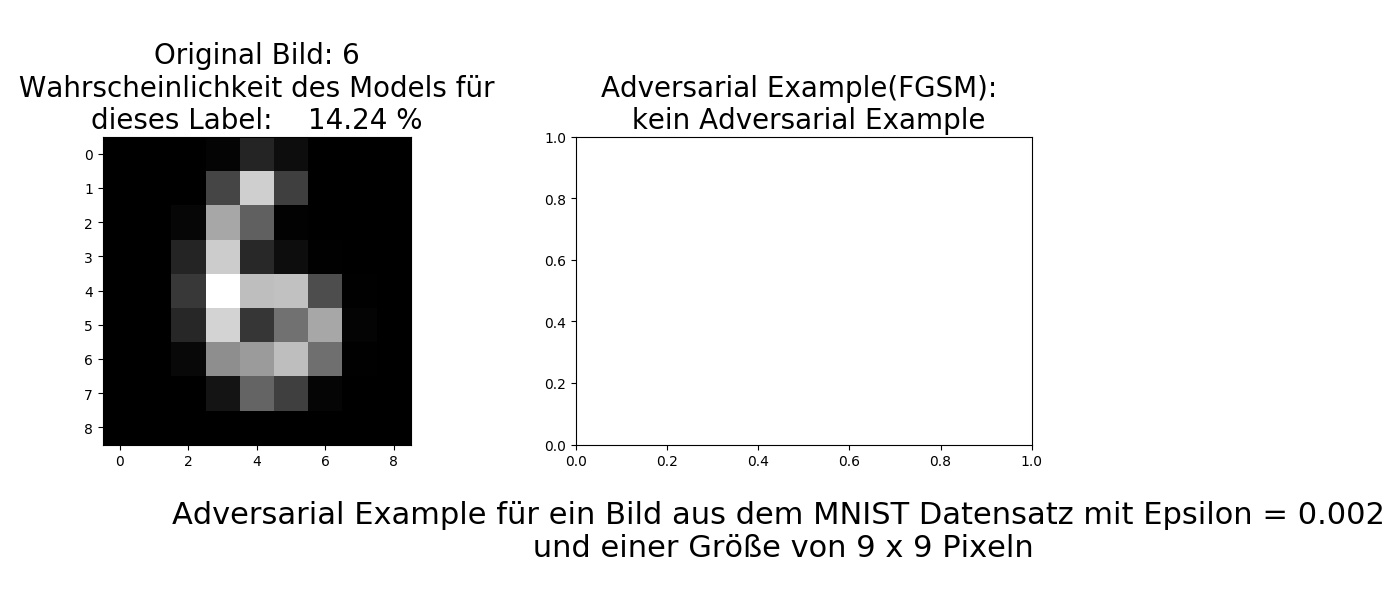 Original Bild: 6
Wahrscheinlichkeit des Models für
dieses Label: 14.24 %
0
1
2
3
4
5
6
7
8
0 2 4 6 8
Adversarial Example(FGSM):
kein Adversarial Example
1.0
0.8
0.6
0.4
0.2
0.0
0.0 0.2 0.4 0.6 0.8 1.0
Adversarial Example für ein Bild aus dem MNIST Datensatz mit Epsilon = 0.002
und einer Größe von 9 x 9 Pixeln